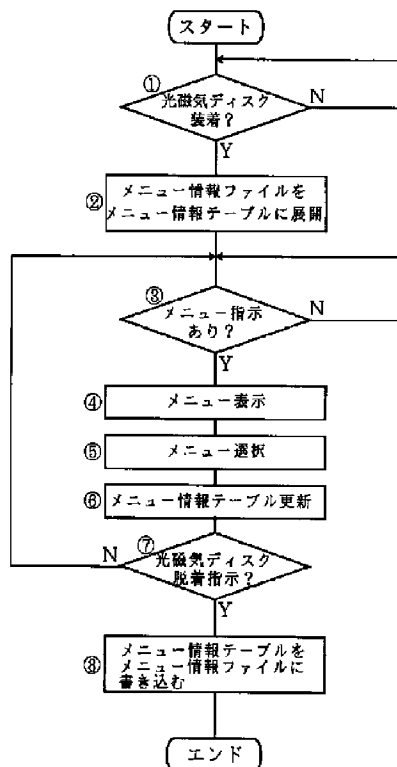 スタート
①
光磁気ディスク
装着?
N
Y
②
メニュー情報ファイルを
メニュー情報テーブルに展開
③
メニュー指示
あり?
N
Y
④
メニュー表示
⑤
メニュー選択
⑥
メニュー情報テーブル更新
⑦
N
光磁気ディスク
脱着指示?
Y
⑧
メニュー情報テーブルを
メニュー情報ファイルに
書き込む
エンド